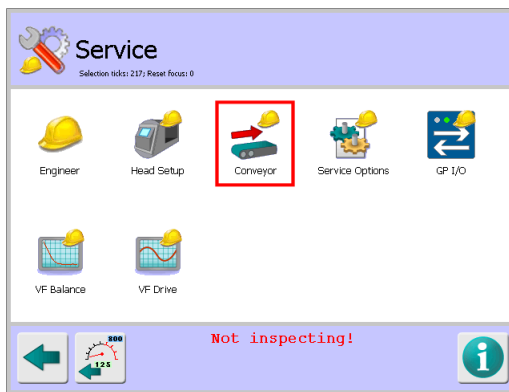 Service
Selection ticks: 217; Reset focus: 0
Engineer
Head Setup
Conveyor
Service Options
GP I/O
VF Balance
VF Drive
800
125
Not inspecting!
i